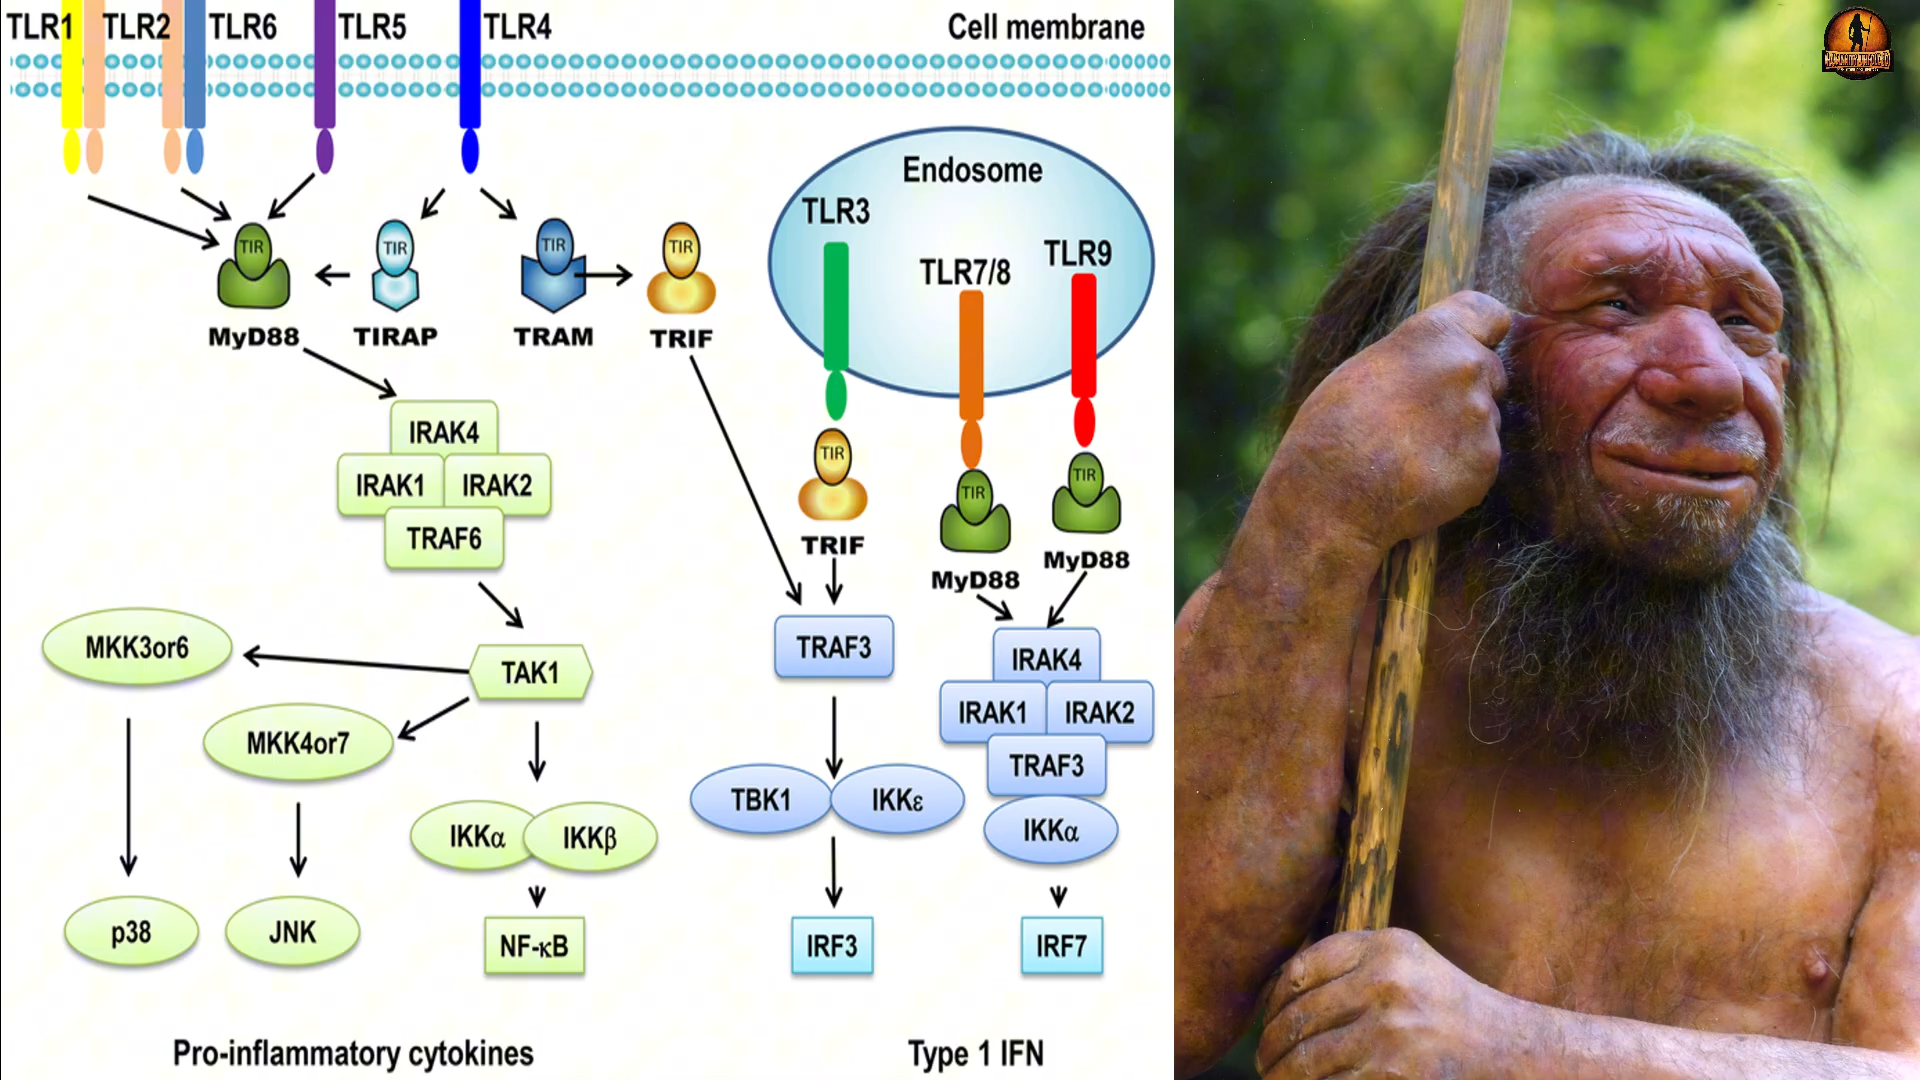 TLR1 TLR2 TLR6 TLR5 TLR4 Cell membrane
Endosome
TLR3
TLR7/8
TLR9
TIR
TIR
TIR
TIR
MyD88
TIRAP
TRAM
TRIF
TIR
TRIF
TIR
MyD88
TIR
MyD88
IRAK4
IRAK1
IRAK2
TRAF6
TAK1
MKK3or6
MKK4or7
IKKα
IKKβ
p38
JNK
NF-κB
TRAF3
TBK1
IKKε
IRF3
IRAK4
IRAK1
IRAK2
TRAF3
IKKα
IRF7
Pro-inflammatory cytokines
Type 1 IFN